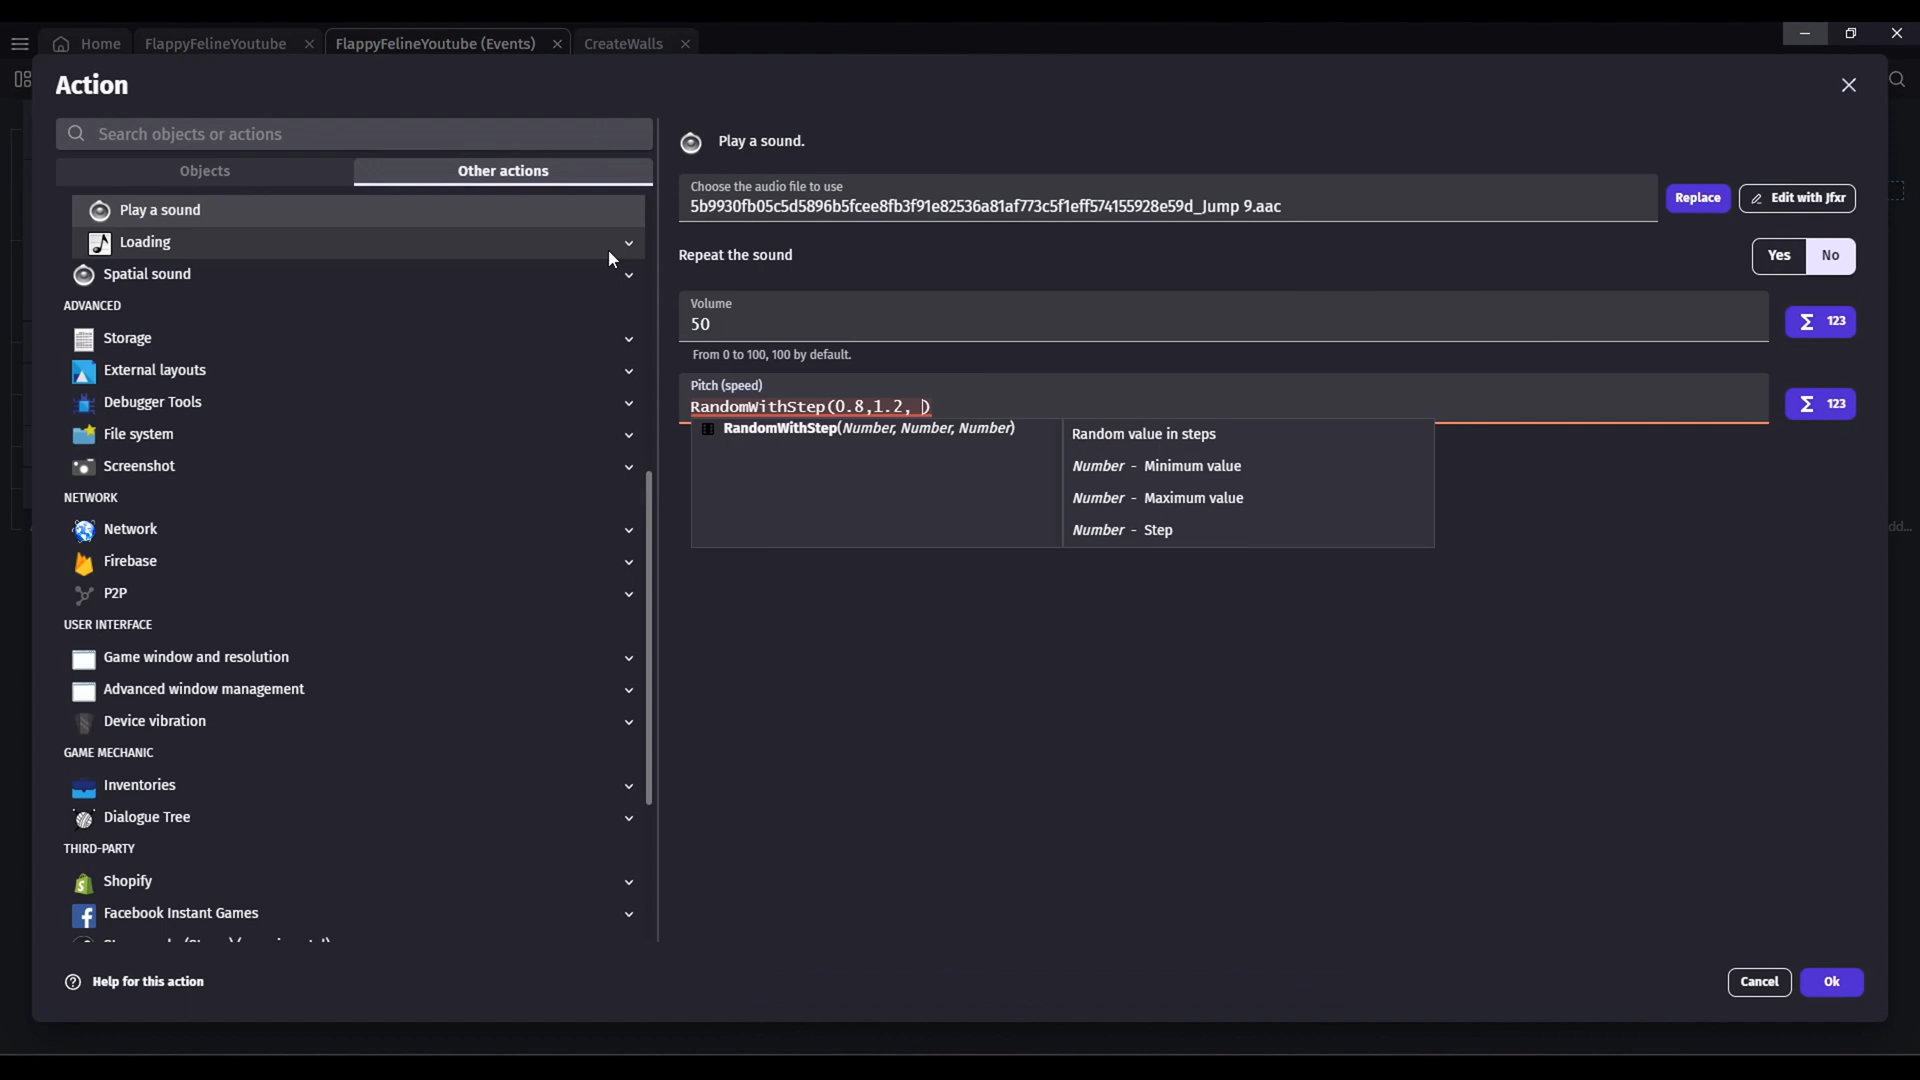 Home
FlappyFelineYoutube
FlappyFelineYoutube (Events)
CreateWalls
Action
Search objects or actions
Objects
Other actions
Play a sound
Loading
Spatial sound
ADVANCED
Storage
External layouts
Debugger Tools
File system
Screenshot
NETWORK
Network
Firebase
P2P
USER INTERFACE
Game window and resolution
Advanced window management
Device vibration
GAME MECHANIC
Inventories
Dialogue Tree
THIRD-PARTY
Shopify
Facebook Instant Games
Help for this action
Play a sound.
Choose the audio file to use
5b9930fb05c5d5896b5fcee8fb3f91e82536a81af773c5f1eff574155928e59d_Jump 9.aac
Replace
Edit with Jfxr
Repeat the sound
Yes
No
Volume
50
Σ 123
From 0 to 100, 100 by default.
Pitch (speed)
RandomWithStep(0.8,1.2, )
Σ 123
RandomWithStep(Number, Number, Number)
Random value in steps
Number - Minimum value
Number - Maximum value
Number - Step
dd...
Cancel
Ok